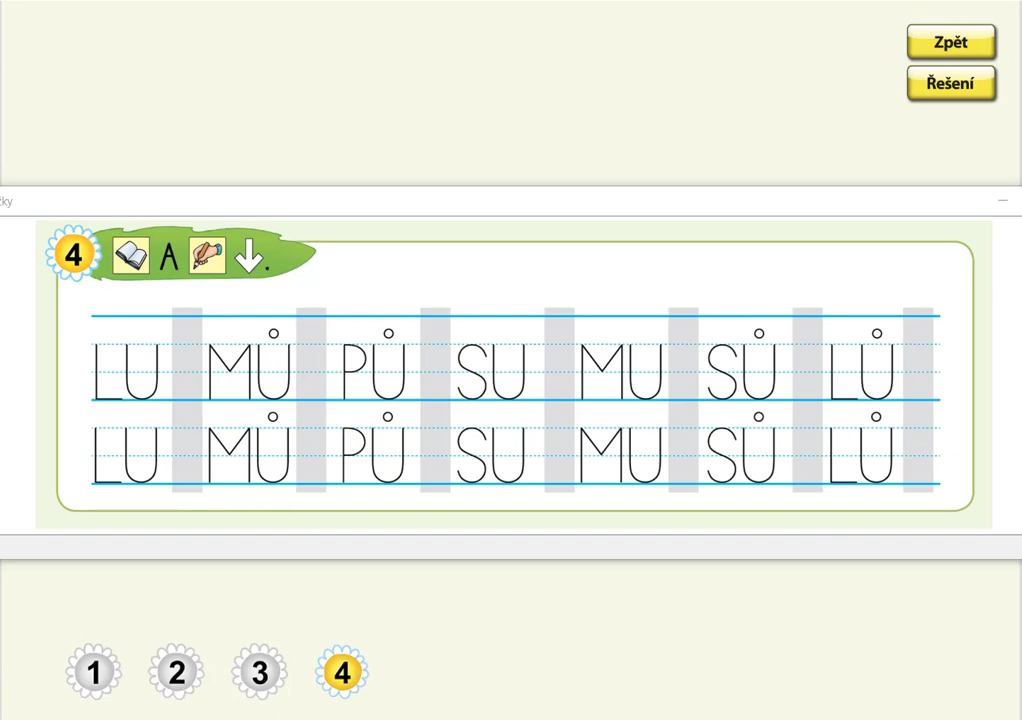 Zpět
Řešení
žky
4 A .
LU MŮ PŮ SU MU SŮ LŮ
LU MŮ PŮ SU MU SŮ LŮ
1 2 3 4